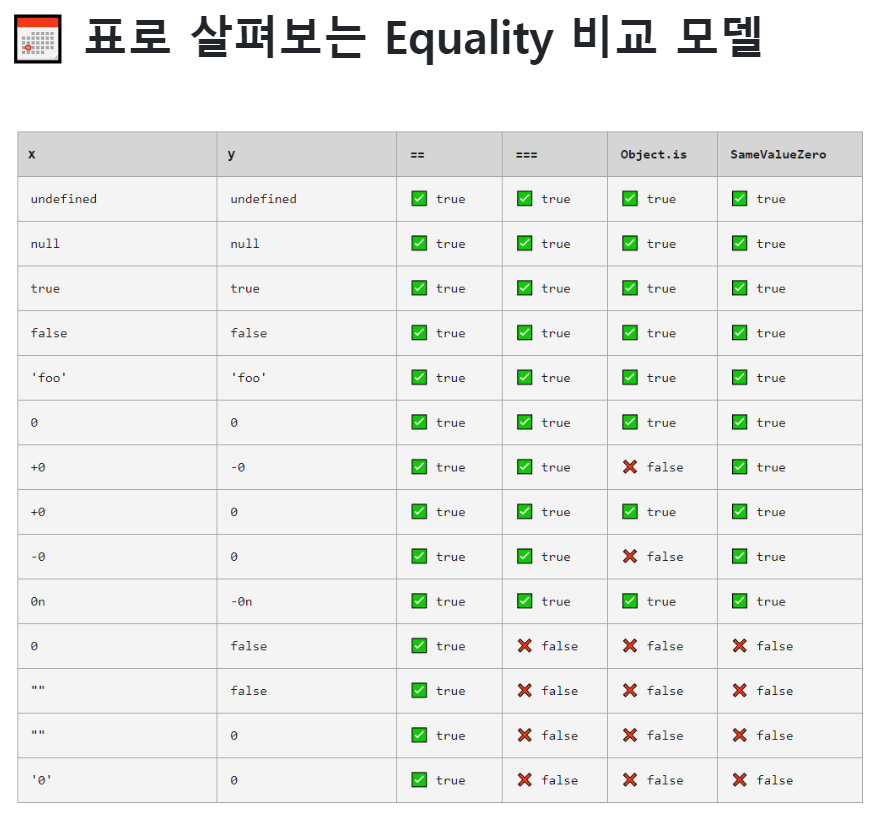 표로 살펴보는 Equality 비교 모델
x y == === Object.is SameValueZero
undefined undefined ✅ true ✅ true ✅ true ✅ true
null null ✅ true ✅ true ✅ true ✅ true
true true ✅ true ✅ true ✅ true ✅ true
false false ✅ true ✅ true ✅ true ✅ true
'foo' 'foo' ✅ true ✅ true ✅ true ✅ true
0 0 ✅ true ✅ true ✅ true ✅ true
+0 -0 ✅ true ✅ true ❌ false ✅ true
+0 0 ✅ true ✅ true ✅ true ✅ true
-0 0 ✅ true ✅ true ❌ false ✅ true
0n -0n ✅ true ✅ true ✅ true ✅ true
0 false ✅ true ❌ false ❌ false ❌ false
"" false ✅ true ❌ false ❌ false ❌ false
"" 0 ✅ true ❌ false ❌ false ❌ false
'0' 0 ✅ true ❌ false ❌ false ❌ false